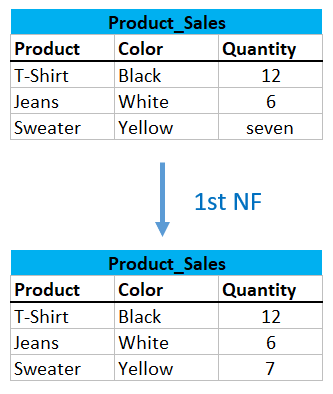 Product_Sales
Product Color Quantity
T-Shirt Black 12
Jeans White 6
Sweater Yellow seven
1st NF
Product_Sales
Product Color Quantity
T-Shirt Black 12
Jeans White 6
Sweater Yellow 7